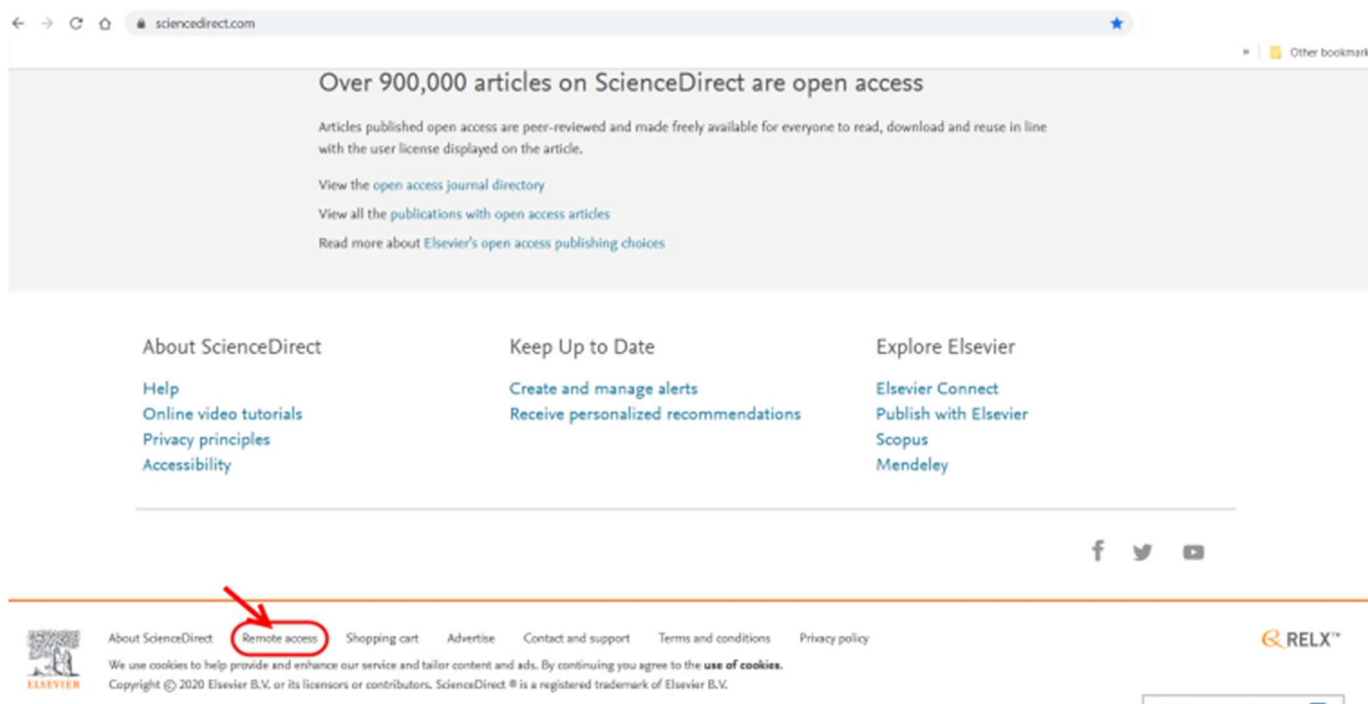 sciencedirect.com
» Other bookmark
Over 900,000 articles on ScienceDirect are open access
Articles published open access are peer-reviewed and made freely available for everyone to read, download and reuse in line
with the user license displayed on the article.
View the open access journal directory
View all the publications with open access articles
Read more about Elsevier's open access publishing choices
About ScienceDirect
Help
Online video tutorials
Privacy principles
Accessibility
Keep Up to Date
Create and manage alerts
Receive personalized recommendations
Explore Elsevier
Elsevier Connect
Publish with Elsevier
Scopus
Mendeley
ELSEVIER
About ScienceDirect Remote access Shopping cart Advertise Contact and support Terms and conditions Privacy policy
We use cookies to help provide and enhance our service and tailor content and ads. By continuing you agree to the use of cookies.
Copyright © 2020 Elsevier B.V. or its licensors or contributors. ScienceDirect ® is a registered trademark of Elsevier B.V.
RELX™